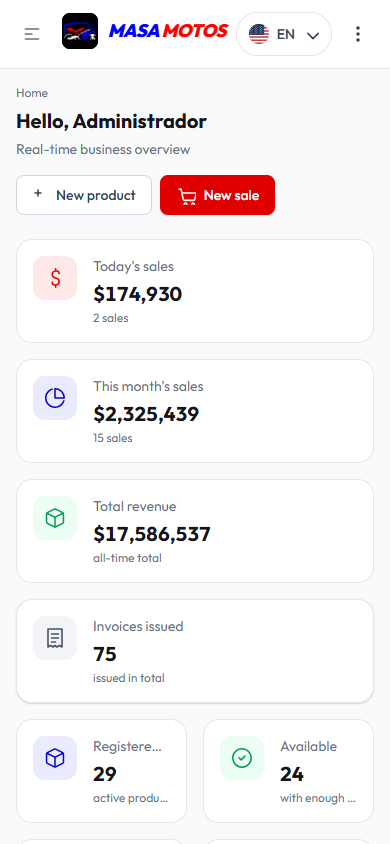 MASA MOTOS
EN
Home
Hello, Administrador
Real-time business overview
+ New product
New sale
$
Today's sales
$174,930
2 sales
This month's sales
$2,325,439
15 sales
Total revenue
$17,586,537
all-time total
Invoices issued
75
issued in total
Registere...
29
active produ...
Available
24
with enough ...